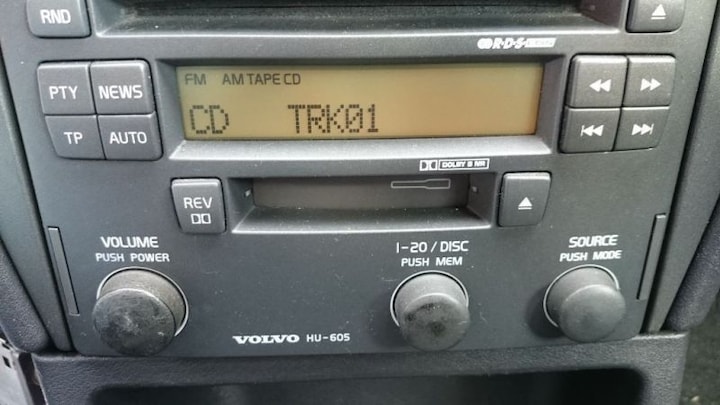 RND
R·D·S
PTY NEWS
TP AUTO
FM AM TAPE CD
CD TRK01
DOLBY B NR
REV
VOLUME
PUSH POWER
1-20 / DISC
PUSH MEM
SOURCE
PUSH MODE
VOLVO HU-605